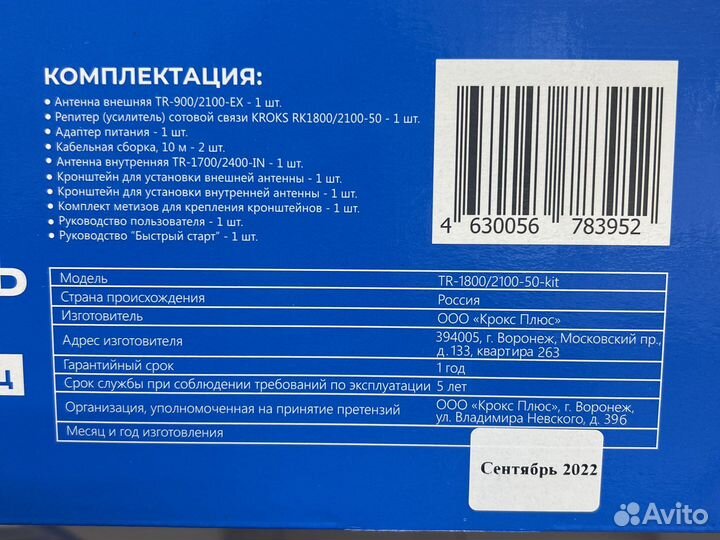 КОМПЛЕКТАЦИЯ:
• Антенна внешняя TR-900/2100-EX - 1 шт.
• Репитер (усилитель) сотовой связи KROKS RK1800/2100-50 - 1 шт.
• Адаптер питания - 1 шт.
• Кабельная сборка, 10 м - 2 шт.
• Антенна внутренняя TR-1700/2400-IN - 1 шт.
• Кронштейн для установки внешней антенны - 1 шт.
• Кронштейн для установки внутренней антенны - 1 шт.
• Комплект метизов для крепления кронштейнов - 1 шт.
• Руководство пользователя - 1 шт.
• Руководство "Быстрый старт" - 1 шт.
4 630056 783952
Ь
Ц
Модель TR-1800/2100-50-kit
Страна происхождения Россия
Изготовитель ООО «Крокс Плюс»
Адрес изготовителя 394005, г. Воронеж, Московский пр.,
д. 133, квартира 263
Гарантийный срок 1 год
Срок службы при соблюдении требований по эксплуатации 5 лет
Организация, уполномоченная на принятие претензий ООО «Крокс Плюс», г. Воронеж,
ул. Владимира Невского, д. 39б
Месяц и год изготовления
Сентябрь 2022
Avito